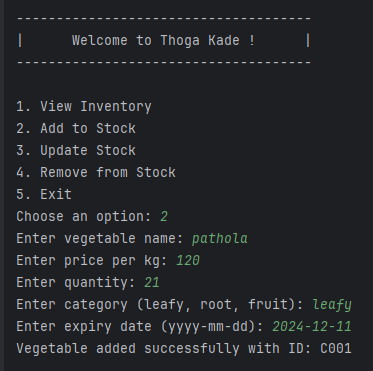 -------------------------------------
|      Welcome to Thoga Kade !      |
-------------------------------------
1. View Inventory
2. Add to Stock
3. Update Stock
4. Remove from Stock
5. Exit
Choose an option: 2
Enter vegetable name: pathola
Enter price per kg: 120
Enter quantity: 21
Enter category (leafy, root, fruit): leafy
Enter expiry date (yyyy-mm-dd): 2024-12-11
Vegetable added successfully with ID: C001